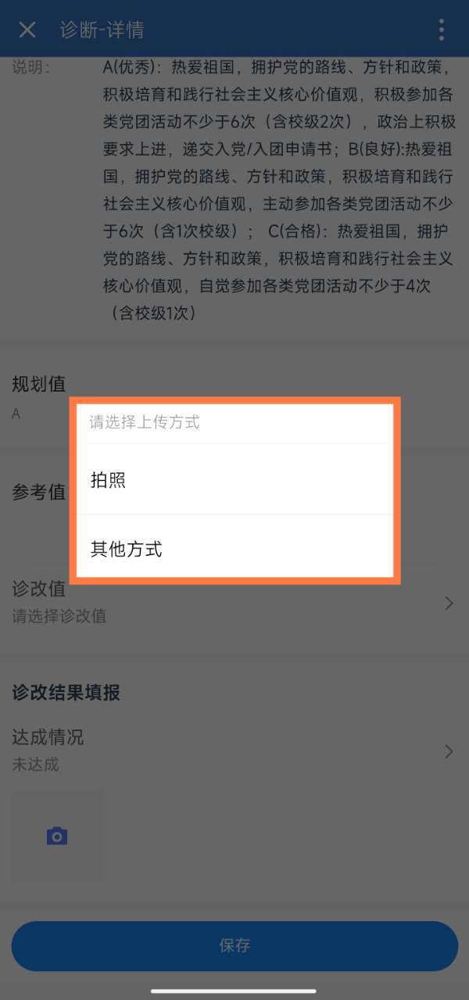 诊断-详情
说明：
A(优秀)：热爱祖国，拥护党的路线、方针和政策，
积极培育和践行社会主义核心价值观，积极参加各
类党团活动不少于6次（含校级2次），政治上积极
要求上进，递交入党/入团申请书；B(良好):热爱祖
国，拥护党的路线、方针和政策，积极培育和践行
社会主义核心价值观，主动参加各类党团活动不少
于6次（含1次校级）； C(合格)：热爱祖国，拥护
党的路线、方针和政策，积极培育和践行社会主义
核心价值观，自觉参加各类党团活动不少于4次
（含校级1次）
规划值
A
请选择上传方式
拍照
参考值
其他方式
诊改值
请选择诊改值
诊改结果填报
达成情况
未达成
保存